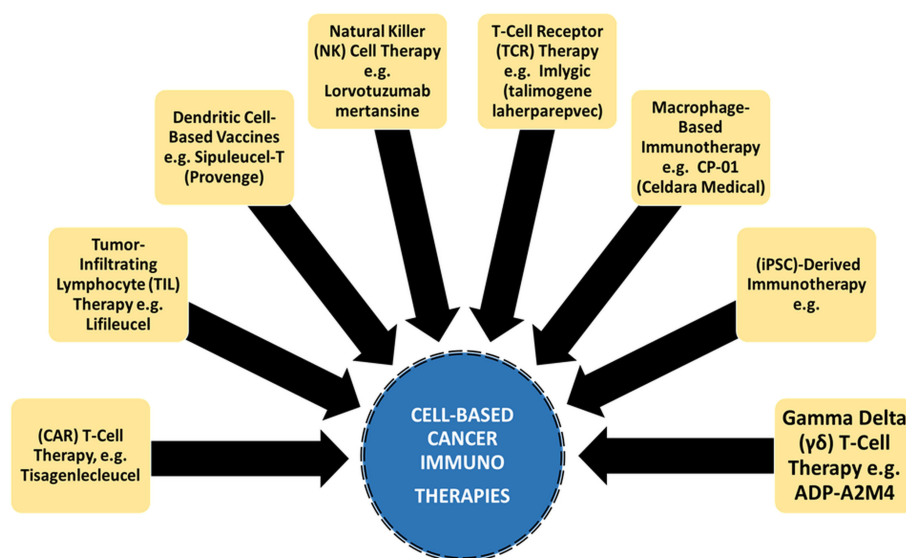 Natural Killer
(NK) Cell Therapy
e.g.
Lorvotuzumab
mertansine
T-Cell Receptor
(TCR) Therapy
e.g. Imlygic
(talimogene
laherparepvec)
Dendritic Cell-
Based Vaccines
e.g. Sipuleucel-T
(Provenge)
Macrophage-
Based
Immunotherapy
e.g. CP-01
(Celdara Medical)
Tumor-
Infiltrating
Lymphocyte (TIL)
Therapy e.g.
Lifileucel
(iPSC)-Derived
Immunotherapy
e.g.
(CAR) T-Cell
Therapy, e.g.
Tisagenlecleucel
CELL-BASED
CANCER
IMMUNO
THERAPIES
Gamma Delta
(γδ) T-Cell
Therapy e.g.
ADP-A2M4